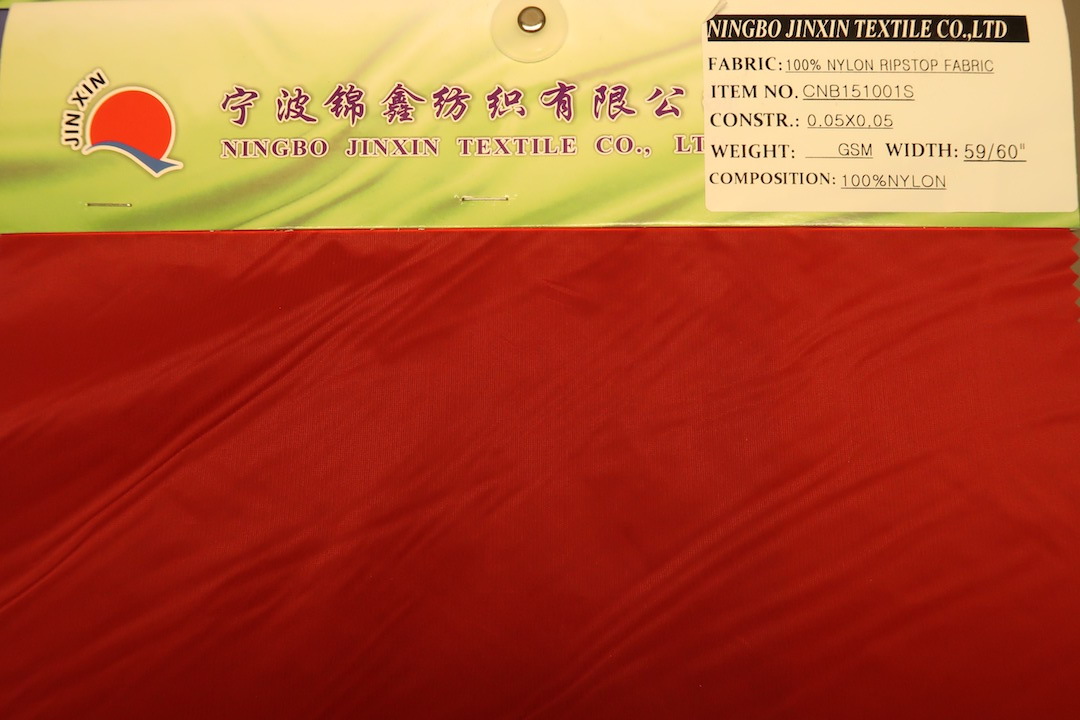 JIN XIN
宁波锦鑫纺织有限公
NINGBO JINXIN TEXTILE CO., LT
NINGBO JINXIN TEXTILE CO.,LTD
FABRIC: 100% NYLON RIPSTOP FABRIC
ITEM NO. CNB151001S
CONSTR.: 0.05X0.05
WEIGHT: ___GSM WIDTH: 59/60"
COMPOSITION: 100%NYLON